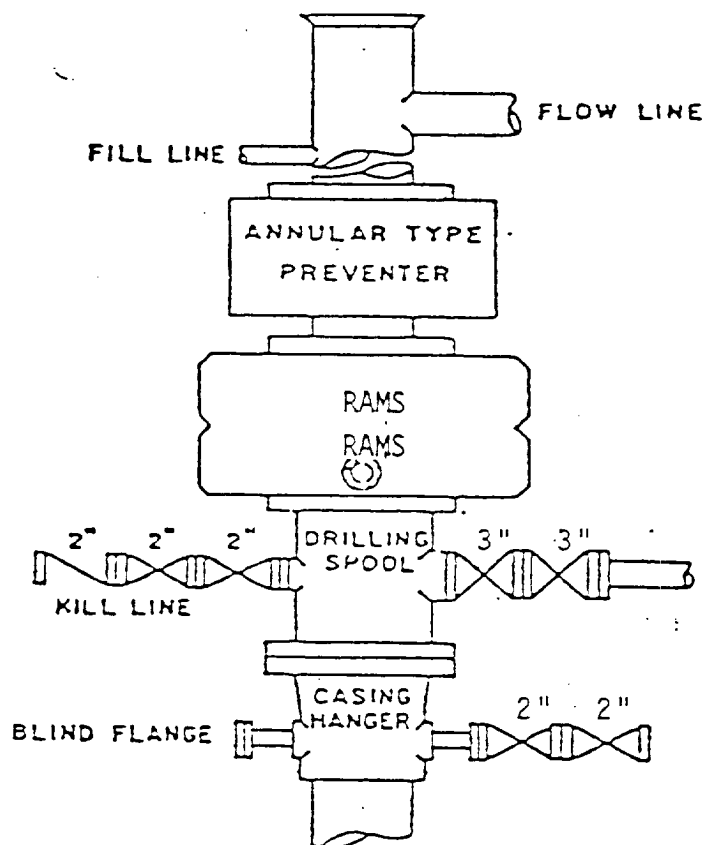 FLOW LINE
FILL LINE
ANNULAR TYPE
PREVENTER
RAMS
RAMS
2" 2" 2"
DRILLING
SPOOL
3" 3"
KILL LINE
CASING
HANGER
2" 2"
BLIND FLANGE